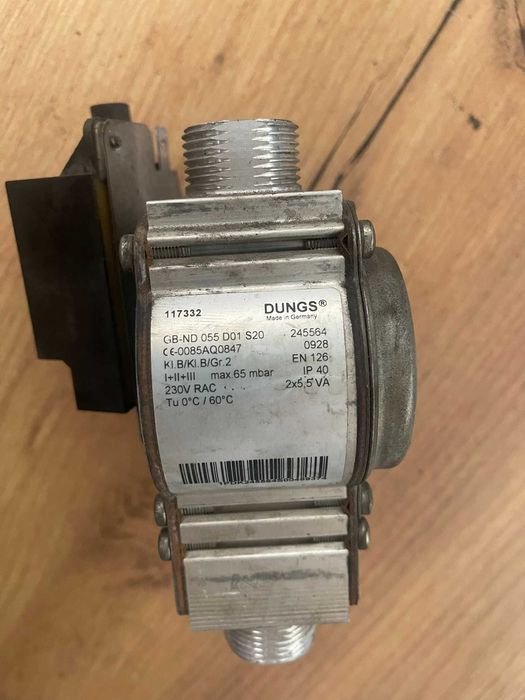 117332 DUNGS®
Made in Germany
GB-ND 055 D01 S20 245564
CE-0085AQ0847 0928
Kl.B/Kl.B/Gr.2 EN 126
I+II+III max.65 mbar IP 40
230V RAC 2x5,5 VA
Tu 0°C / 60°C